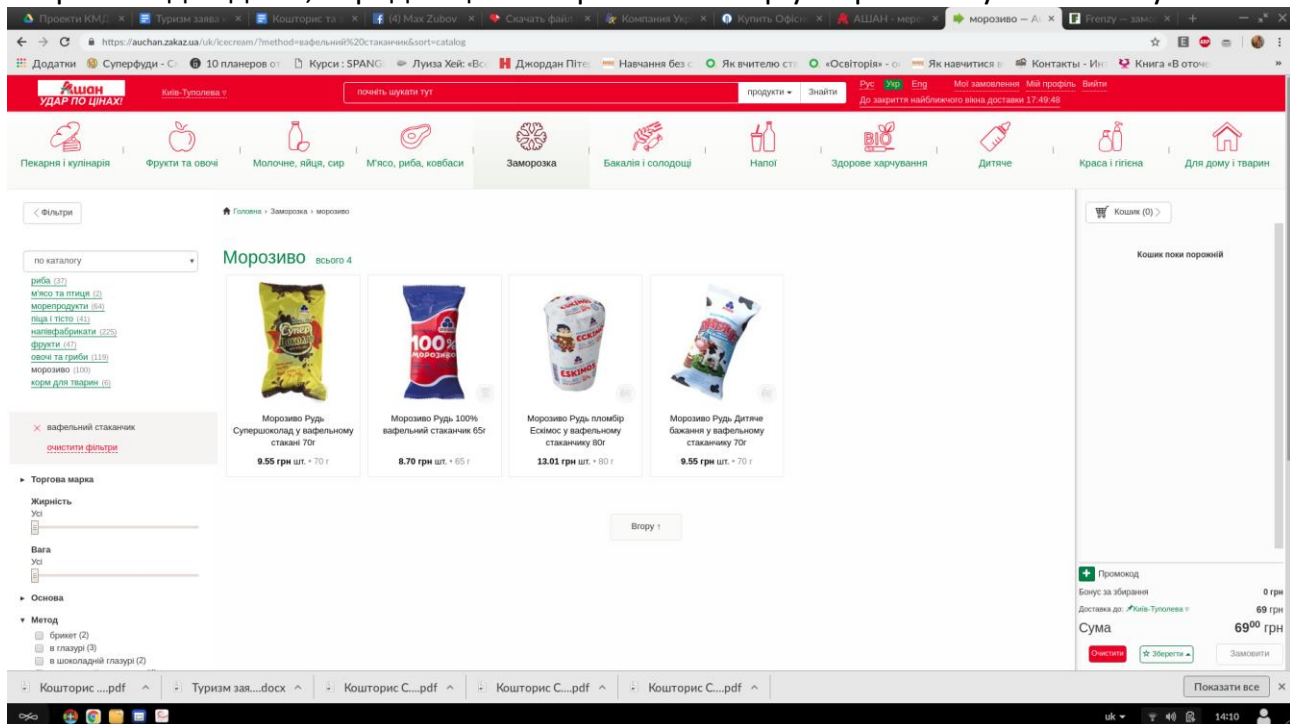 Проекти КМД
Туризм заява
Кошторис та
(4) Max Zubov
Скачать файл
Компания Укр
Купить Офіс
АШАН - мере
морозиво – А
Frenzy – замо
https://auchan.zakaz.ua/uk/icecream/?method=вафельний%20стаканчик&sort=catalog
Додатки
Суперфуди - С
10 планеров от
Курси : SPANG
Луиза Хей: «Вс
Джордан Пітер
Навчання без с
Як вчителю ст
«Освіторія» - о
Як навчитися в
Контакты - Ин
Книга «В оточе
Ашан
УДАР ПО ЦІНАХ!
Київ-Туполева
почніть шукати тут
продукти
Знайти
Рус Укр Eng
Мої замовлення Мій профіль Вийти
До закриття найближчого вікна доставки 17:49:48
Пекарня і кулінарія
Фрукти та овочі
Молочне, яйця, сир
М'ясо, риба, ковбаси
Заморозка
Бакалія і солодощі
Напої
BIO
Здорове харчування
Дитяче
Краса і гігієна
Для дому і тварин
Фільтри
Головна › Заморозка › морозиво
Кошик (0)
Кошик поки порожній
по каталогу
риба (37)
м'ясо та птиця (2)
морепродукти (64)
піца і тісто (41)
напівфабрикати (225)
фрукти (47)
овочі та гриби (119)
морозиво (100)
корм для тварин (6)
вафельний стаканчик
очистити фільтри
Торгова марка
Жирність
Усі
Вага
Усі
Основа
Метод
брикет (2)
в глазурі (3)
в шоколадній глазурі (2)
Морозиво всього 4
Супер
100%
МОРОЗИВО
ESKIMOS
Морозиво Рудь
Супершоколад у вафельному
стакані 70г
9.55 грн шт. • 70 г
Морозиво Рудь 100%
вафельний стаканчик 65г
8.70 грн шт. • 65 г
Морозиво Рудь пломбір
Ескімос у вафельному
стаканчику 80г
13.01 грн шт. • 80 г
Морозиво Рудь Дитяче
бажання у вафельному
стаканчику 70г
9.55 грн шт. • 70 г
Вгору ↑
Промокод
Бонус за збирання 0 грн
Доставка до: Київ-Туполева 69 грн
Сума 69⁰⁰ грн
Очистити
Зберегти
Замовити
Кошторис ....pdf
Туризм зая....docx
Кошторис С....pdf
Кошторис С....pdf
Кошторис С....pdf
Показати все
uk
14:10